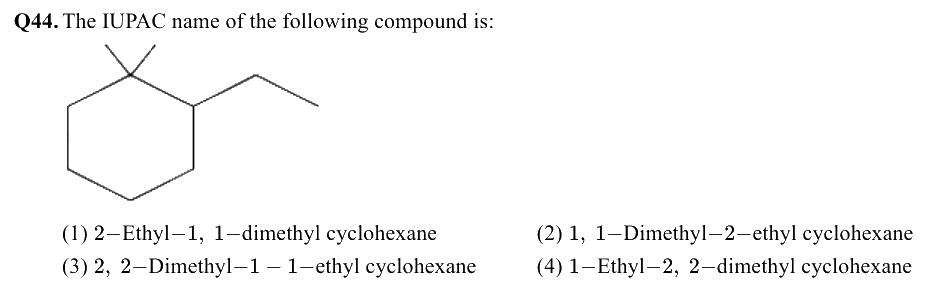 Q44. The IUPAC name of the following compound is:
(1) 2−Ethyl−1, 1−dimethyl cyclohexane (2) 1, 1−Dimethyl−2−ethyl cyclohexane
(3) 2, 2−Dimethyl−1 − 1−ethyl cyclohexane (4) 1−Ethyl−2, 2−dimethyl cyclohexane